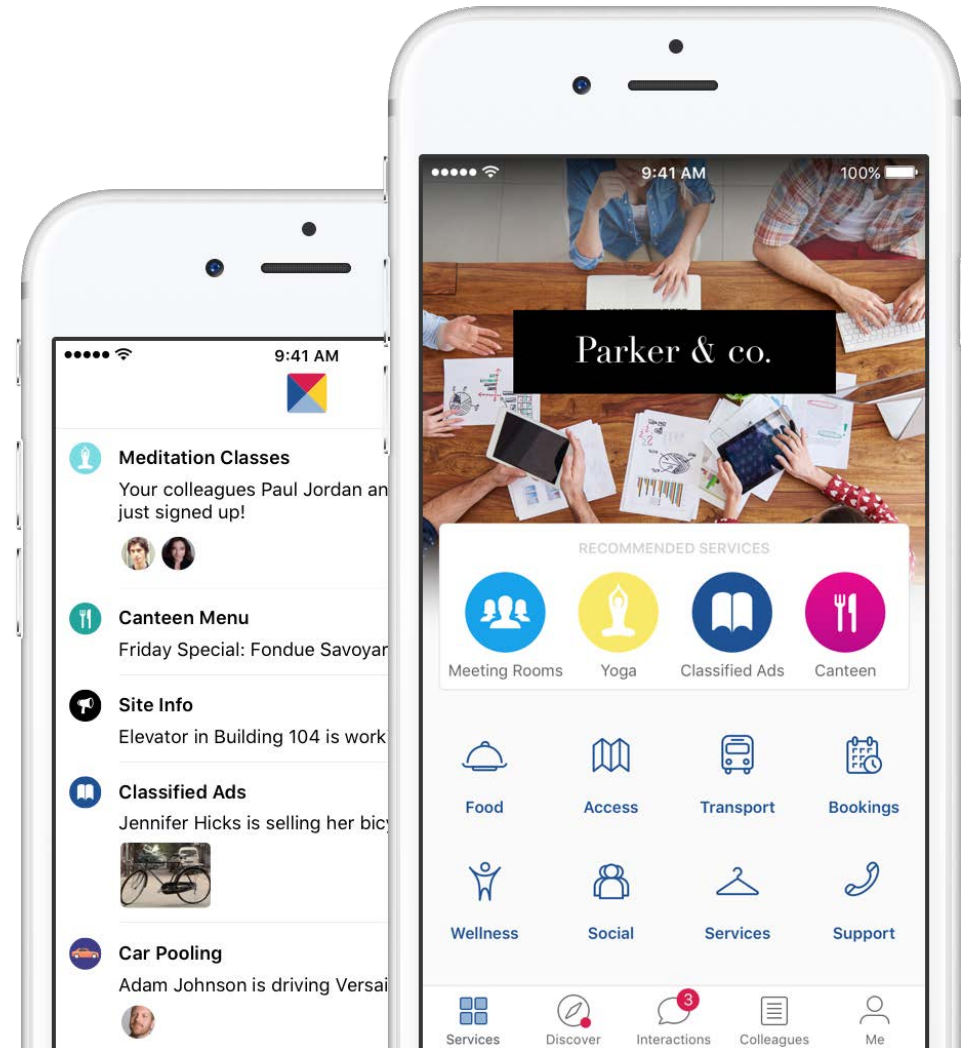 9:41 AM
Meditation Classes
Your colleagues Paul Jordan an
just signed up!
Canteen Menu
Friday Special: Fondue Savoyar
Site Info
Elevator in Building 104 is work
Classified Ads
Jennifer Hicks is selling her bic
Car Pooling
Adam Johnson is driving Versai
9:41 AM
100%
Parker & co.
RECOMMENDED SERVICES
Meeting Rooms Yoga Classified Ads Canteen
Food Access Transport Bookings
Wellness Social Services Support
3
Services Discover Interactions Colleagues Me